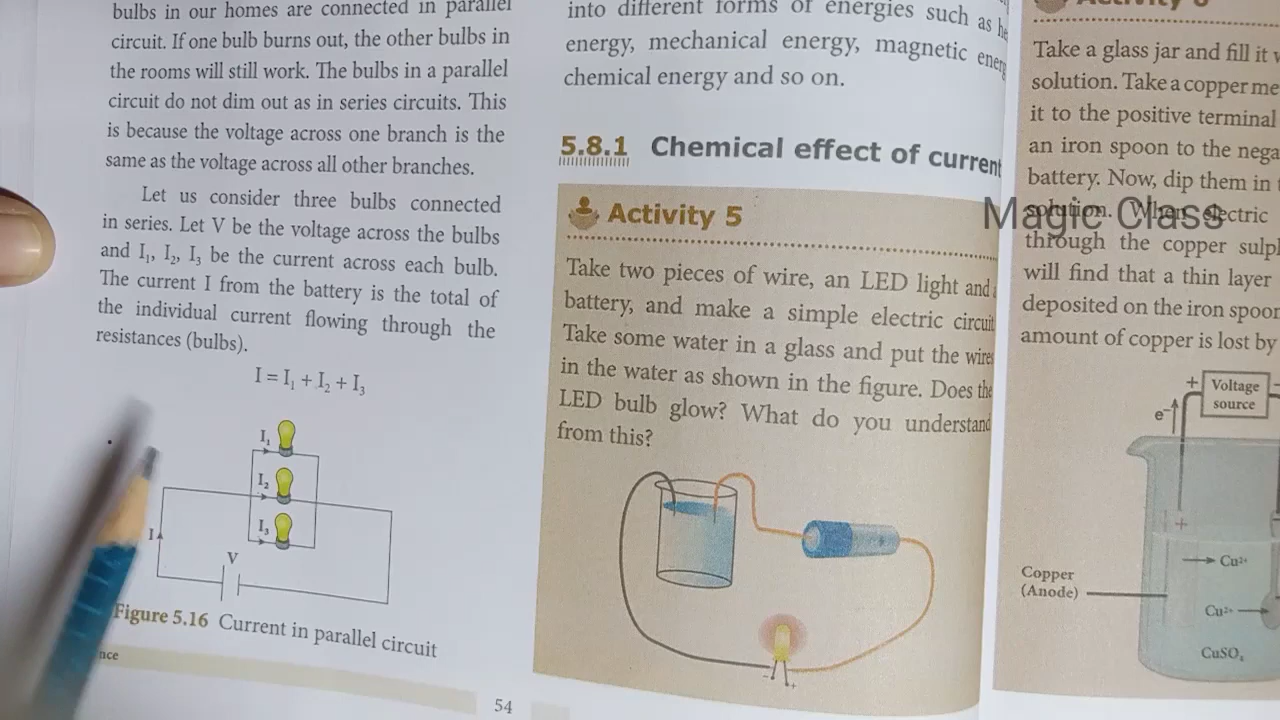 bulbs in our homes are connected in parallel
circuit. If one bulb burns out, the other bulbs in
the rooms will still work. The bulbs in a parallel
circuit do not dim out as in series circuits. This
is because the voltage across one branch is the
same as the voltage across all other branches.
Let us consider three bulbs connected
in series. Let V be the voltage across the bulbs
and I₁, I₂, I₃ be the current across each bulb.
The current I from the battery is the total of
the individual current flowing through the
resistances (bulbs).
I = I₁ + I₂ + I₃
I₁
I₂
I₃
I
V
Figure 5.16 Current in parallel circuit
54
into different forms of energies such as
energy, mechanical energy, magnetic
chemical energy and so on.
5.8.1 Chemical effect of current
Activity 5
Take two pieces of wire, an LED light and
battery, and make a simple electric circuit
Take some water in a glass and put the wires
in the water as shown in the figure. Does the
LED bulb glow? What do you understand
from this?
- +
Take a glass jar and fill it
solution. Take a copper
it to the positive terminal
an iron spoon to the
battery. Now, dip them in
solution. When electric
through the copper
will find that a thin layer
deposited on the iron
amount of copper is lost by
Magic Class
+ Voltage
source
e⁻
+
Cu²⁺
Copper
(Anode)
Cu²⁺
CuSO₄